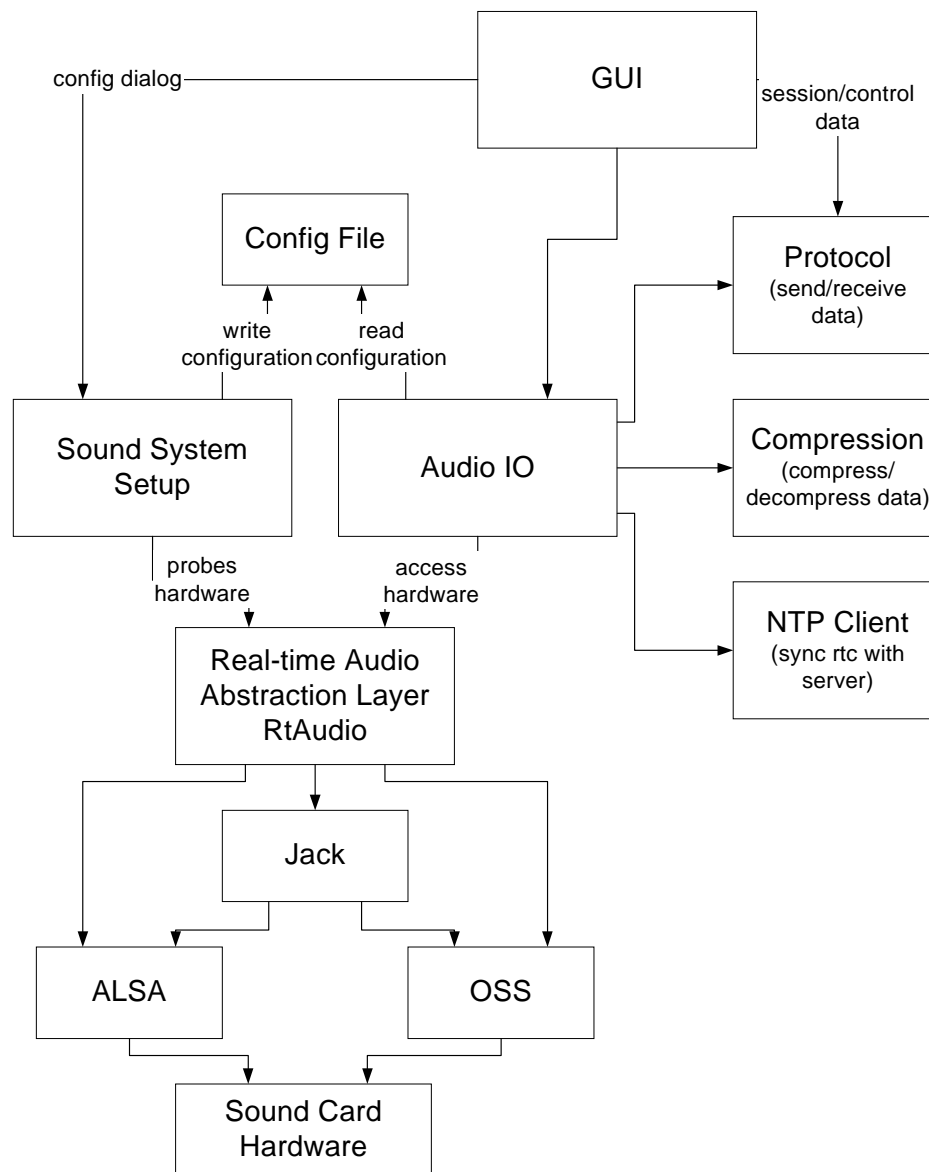 GUI
config dialog
session/control
data
Config File
Protocol
(send/receive
data)
write
configuration
read
configuration
Sound System
Setup
Audio IO
Compression
(compress/
decompress data)
probes
hardware
access
hardware
NTP Client
(sync rtc with
server)
Real-time Audio
Abstraction Layer
RtAudio
Jack
ALSA
OSS
Sound Card
Hardware